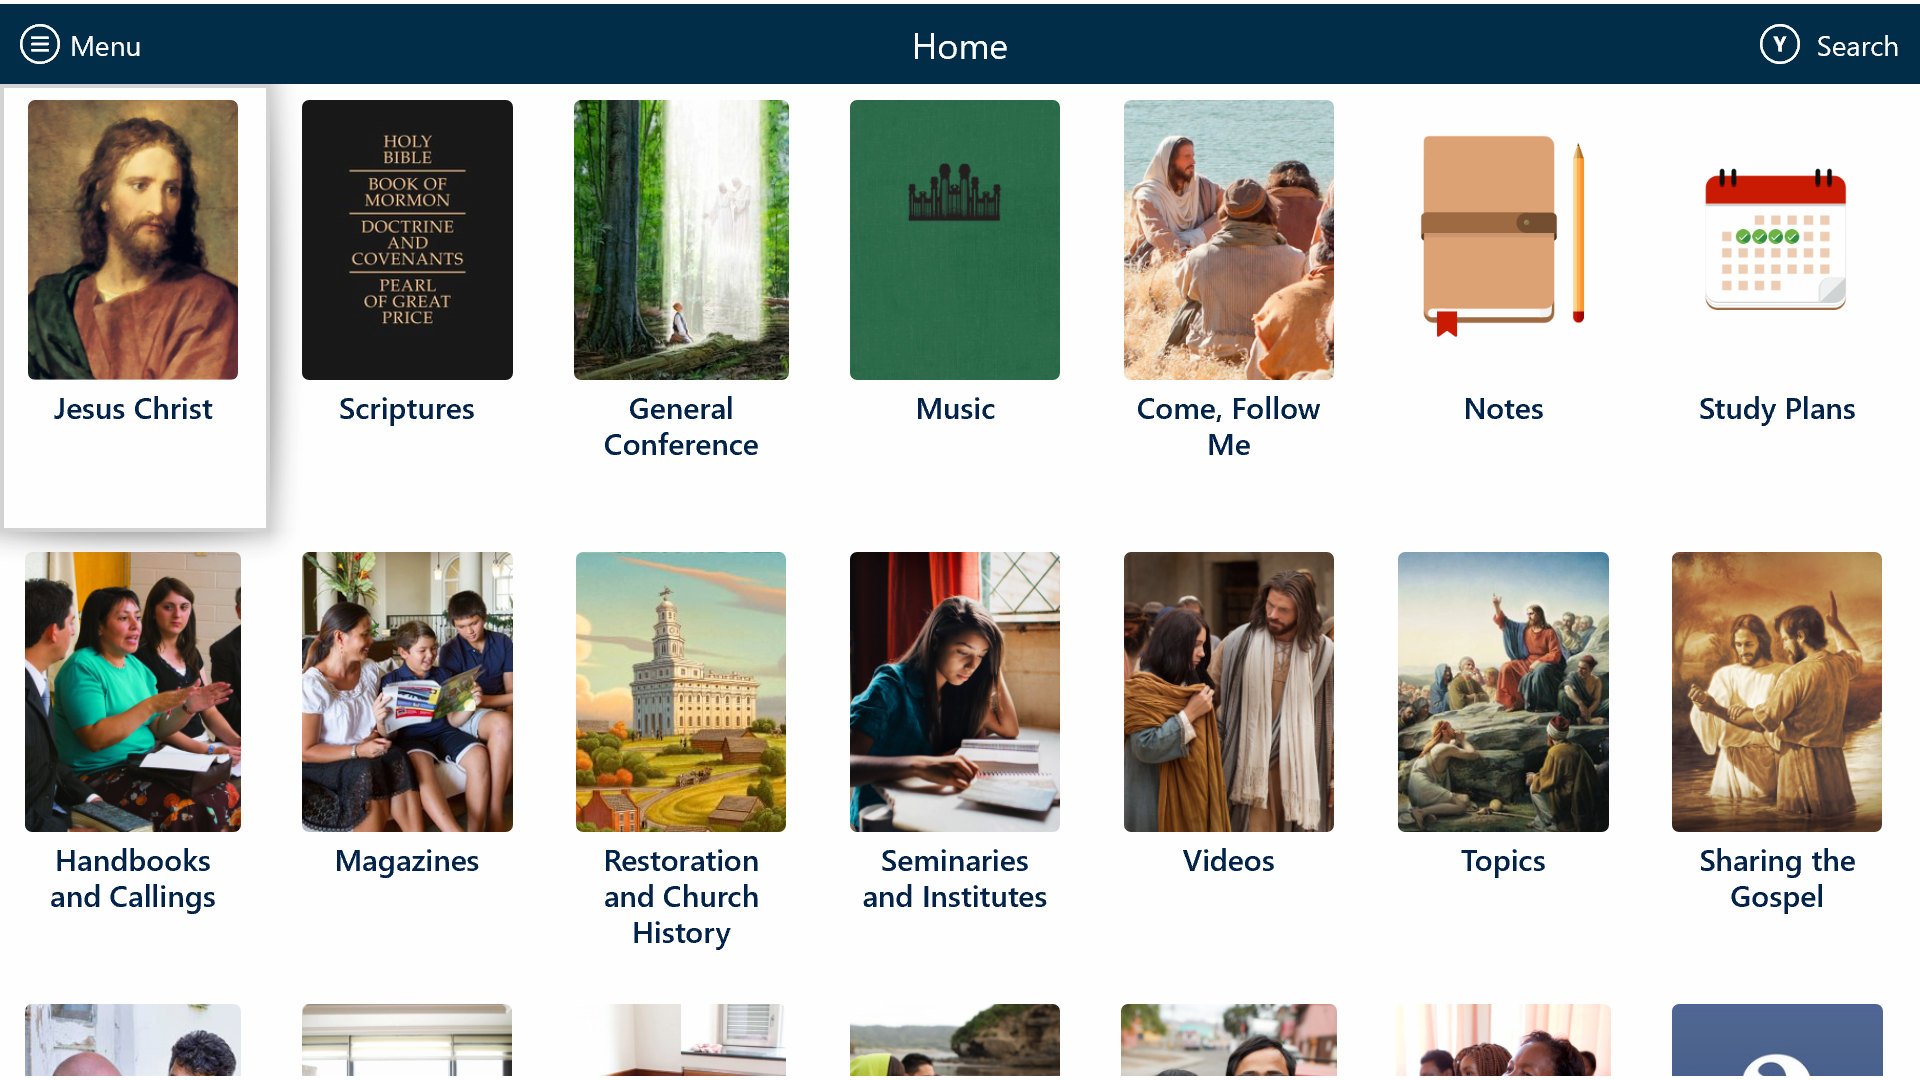 Menu
Home
Y
Search
HOLY
BIBLE
BOOK OF
MORMON
DOCTRINE
AND
COVENANTS
PEARL
OF GREAT
PRICE
Jesus Christ
Scriptures
General
Conference
Music
Come, Follow
Me
Notes
Study Plans
Handbooks
and Callings
Magazines
Restoration
and Church
History
Seminaries
and Institutes
Videos
Topics
Sharing the
Gospel